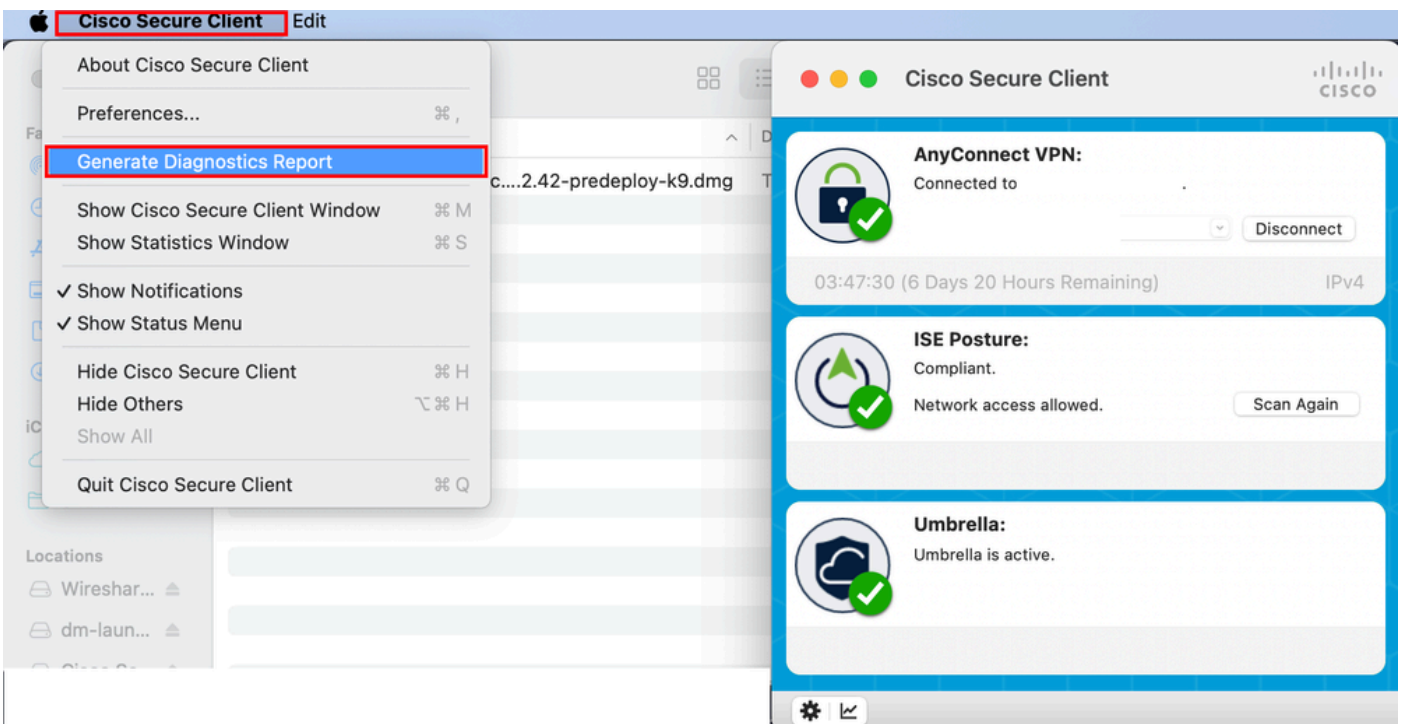 Cisco Secure Client Edit
About Cisco Secure Client
Preferences... ⌘ ,
Generate Diagnostics Report
Show Cisco Secure Client Window ⌘ M
Show Statistics Window ⌘ S
✓ Show Notifications
✓ Show Status Menu
Hide Cisco Secure Client ⌘ H
Hide Others ⌥ ⌘ H
Show All
Quit Cisco Secure Client ⌘ Q
Fa
iC
D
c....2.42-predeploy-k9.dmg T
Locations
Wireshar...
dm-laun...
Cisco Secure Client
CISCO
AnyConnect VPN:
Connected to .
Disconnect
03:47:30 (6 Days 20 Hours Remaining) IPv4
ISE Posture:
Compliant.
Network access allowed. Scan Again
Umbrella:
Umbrella is active.